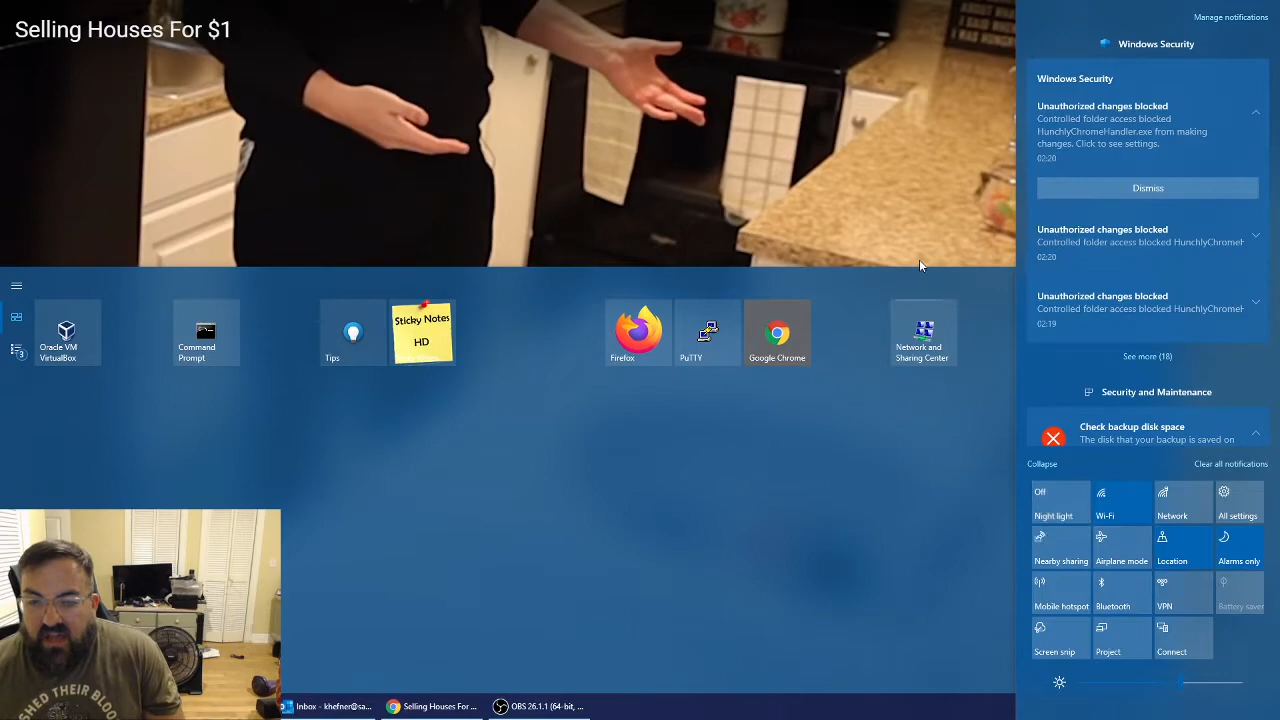 Selling Houses For $1
Manage notifications
Windows Security
Windows Security
Unauthorized changes blocked
Controlled folder access blocked
HunchlyChromeHandler.exe from making
changes. Click to see settings.
02:20
Dismiss
Unauthorized changes blocked
Controlled folder access blocked HunchlyChromeH
02:20
Unauthorized changes blocked
Controlled folder access blocked HunchlyChromeH
02:19
See more (18)
Security and Maintenance
Check backup disk space
The disk that your backup is saved on
Collapse
Clear all notifications
3
Oracle VM
VirtualBox
Command
Prompt
Tips
Sticky Notes
HD
Firefox
PuTTY
Google Chrome
Network and
Sharing Center
Off
Night light
Wi-Fi
Network
All settings
Nearby sharing
Airplane mode
Location
Alarms only
Mobile hotspot
Bluetooth
VPN
Battery saver
Screen snip
Project
Connect
SHED THEIR BLOO
Inbox - khefner@sa...
Selling Houses For ...
OBS 26.1.1 (64-bit, ...